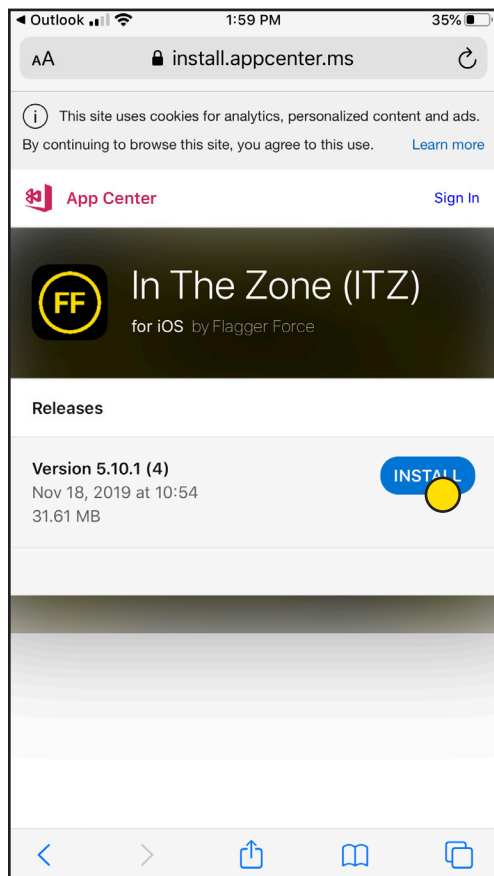 ◀ Outlook 1:59 PM 35%
AA install.appcenter.ms
This site uses cookies for analytics, personalized content and ads.
By continuing to browse this site, you agree to this use. Learn more
App Center Sign In
FF
In The Zone (ITZ)
for iOS by Flagger Force
Releases
Version 5.10.1 (4)
INSTALL
Nov 18, 2019 at 10:54
31.61 MB